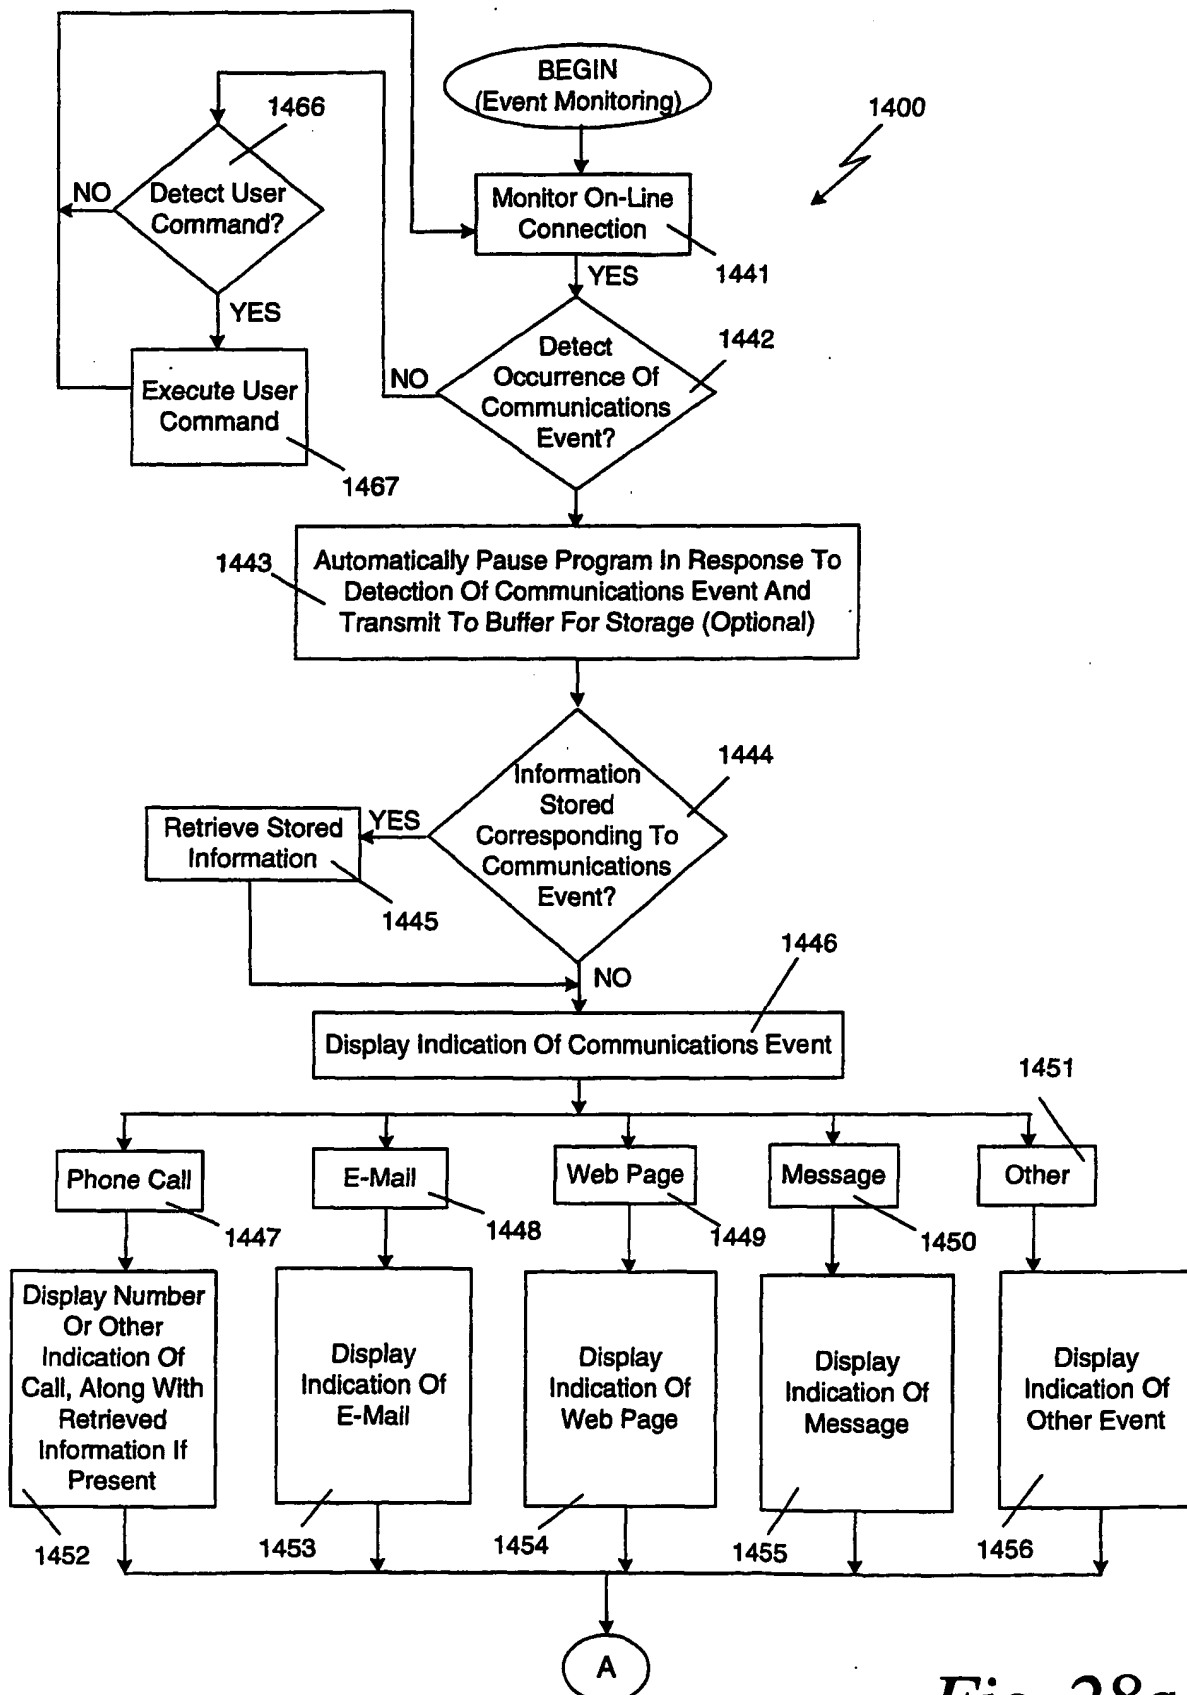 BEGIN
(Event Monitoring)
1400
1466
Detect User
Command?
NO
YES
Execute User
Command
1467
Monitor On-Line
Connection
1441
YES
1442
Detect
Occurrence Of
Communications
Event?
NO
1443
Automatically Pause Program In Response To
Detection Of Communications Event And
Transmit To Buffer For Storage (Optional)
1444
Information
Stored
Corresponding To
Communications
Event?
YES
Retrieve Stored
Information
1445
NO
1446
Display Indication Of Communications Event
1451
Phone Call
1447
E-Mail
1448
Web Page
1449
Message
1450
Other
Display Number
Or Other
Indication Of
Call, Along With
Retrieved
Information If
Present
1452
Display
Indication Of
E-Mail
1453
Display
Indication Of
Web Page
1454
Display
Indication Of
Message
1455
Display
Indication Of
Other Event
1456
A
Fig. 28a